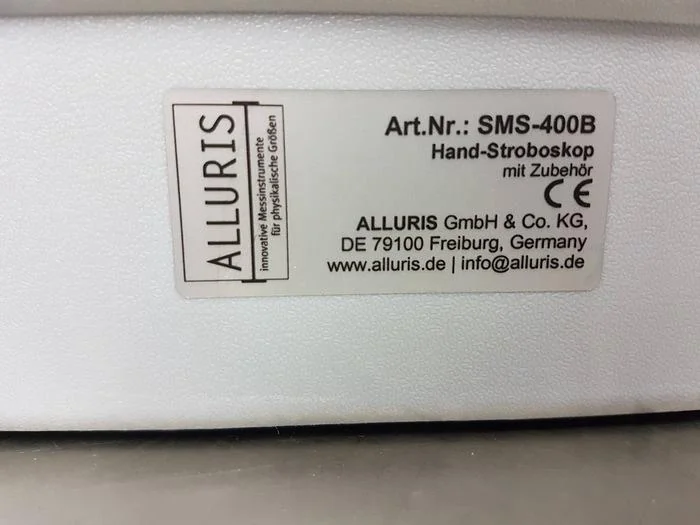 ALLURIS
innovative Messinstrumente
für physikalische Größen
Art.Nr.: SMS-400B
Hand-Stroboskop
mit Zubehör
CE
ALLURIS GmbH & Co. KG,
DE 79100 Freiburg, Germany
www.alluris.de | info@alluris.de